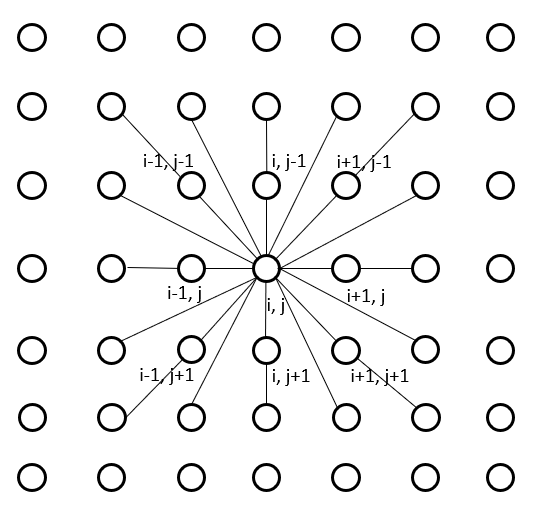 i-1, j-1
i, j-1
i+1, j-1
i-1, j
i, j
i+1, j
i-1, j+1
i, j+1
i+1, j+1